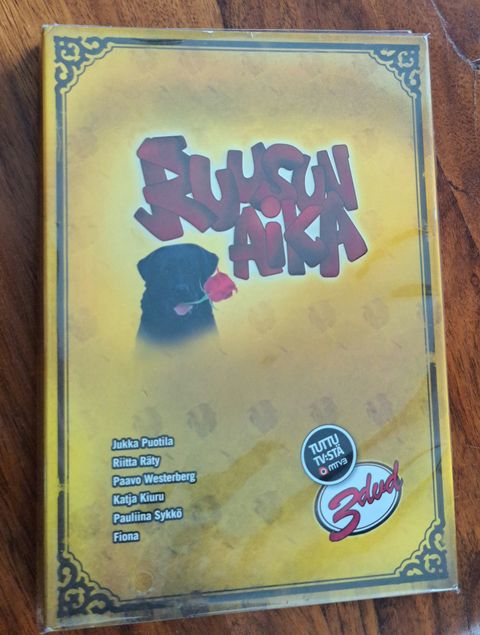 RUUSUN
AiKA
Jukka Puotila
Riitta Räty
Paavo Westerberg
Katja Kiuru
Pauliina Sykkö
Fiona
TUTTU
TV:STÄ
MTV3
3dvd